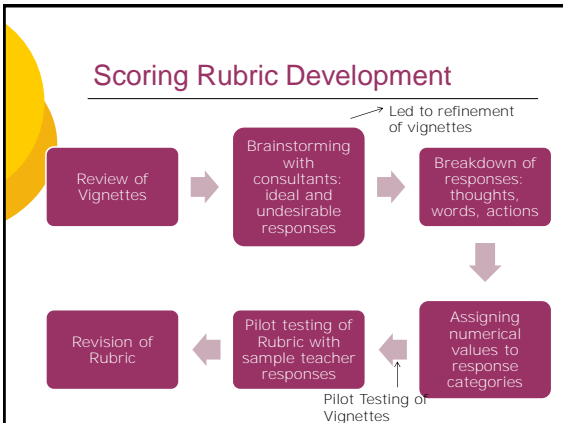 Scoring Rubric Development
Led to refinement
of vignettes
Review of
Vignettes
Brainstorming
with
consultants:
ideal and
undesirable
responses
Breakdown of
responses:
thoughts,
words, actions
Assigning
numerical
values to
response
categories
Pilot Testing of
Vignettes
Pilot testing of
Rubric with
sample teacher
responses
Revision of
Rubric